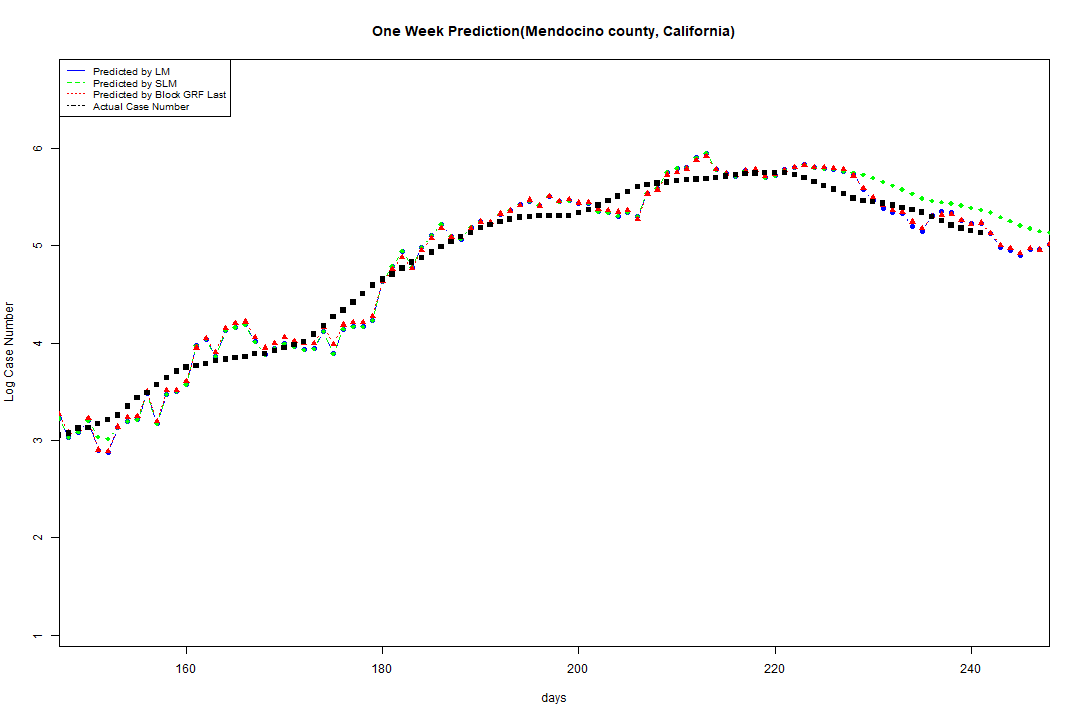 One Week Prediction(Mendocino county, California)
Predicted by LM
Predicted by SLM
Predicted by Block GRF Last
Actual Case Number
6
5
4
3
2
1
Log Case Number
160 180 200 220 240
days